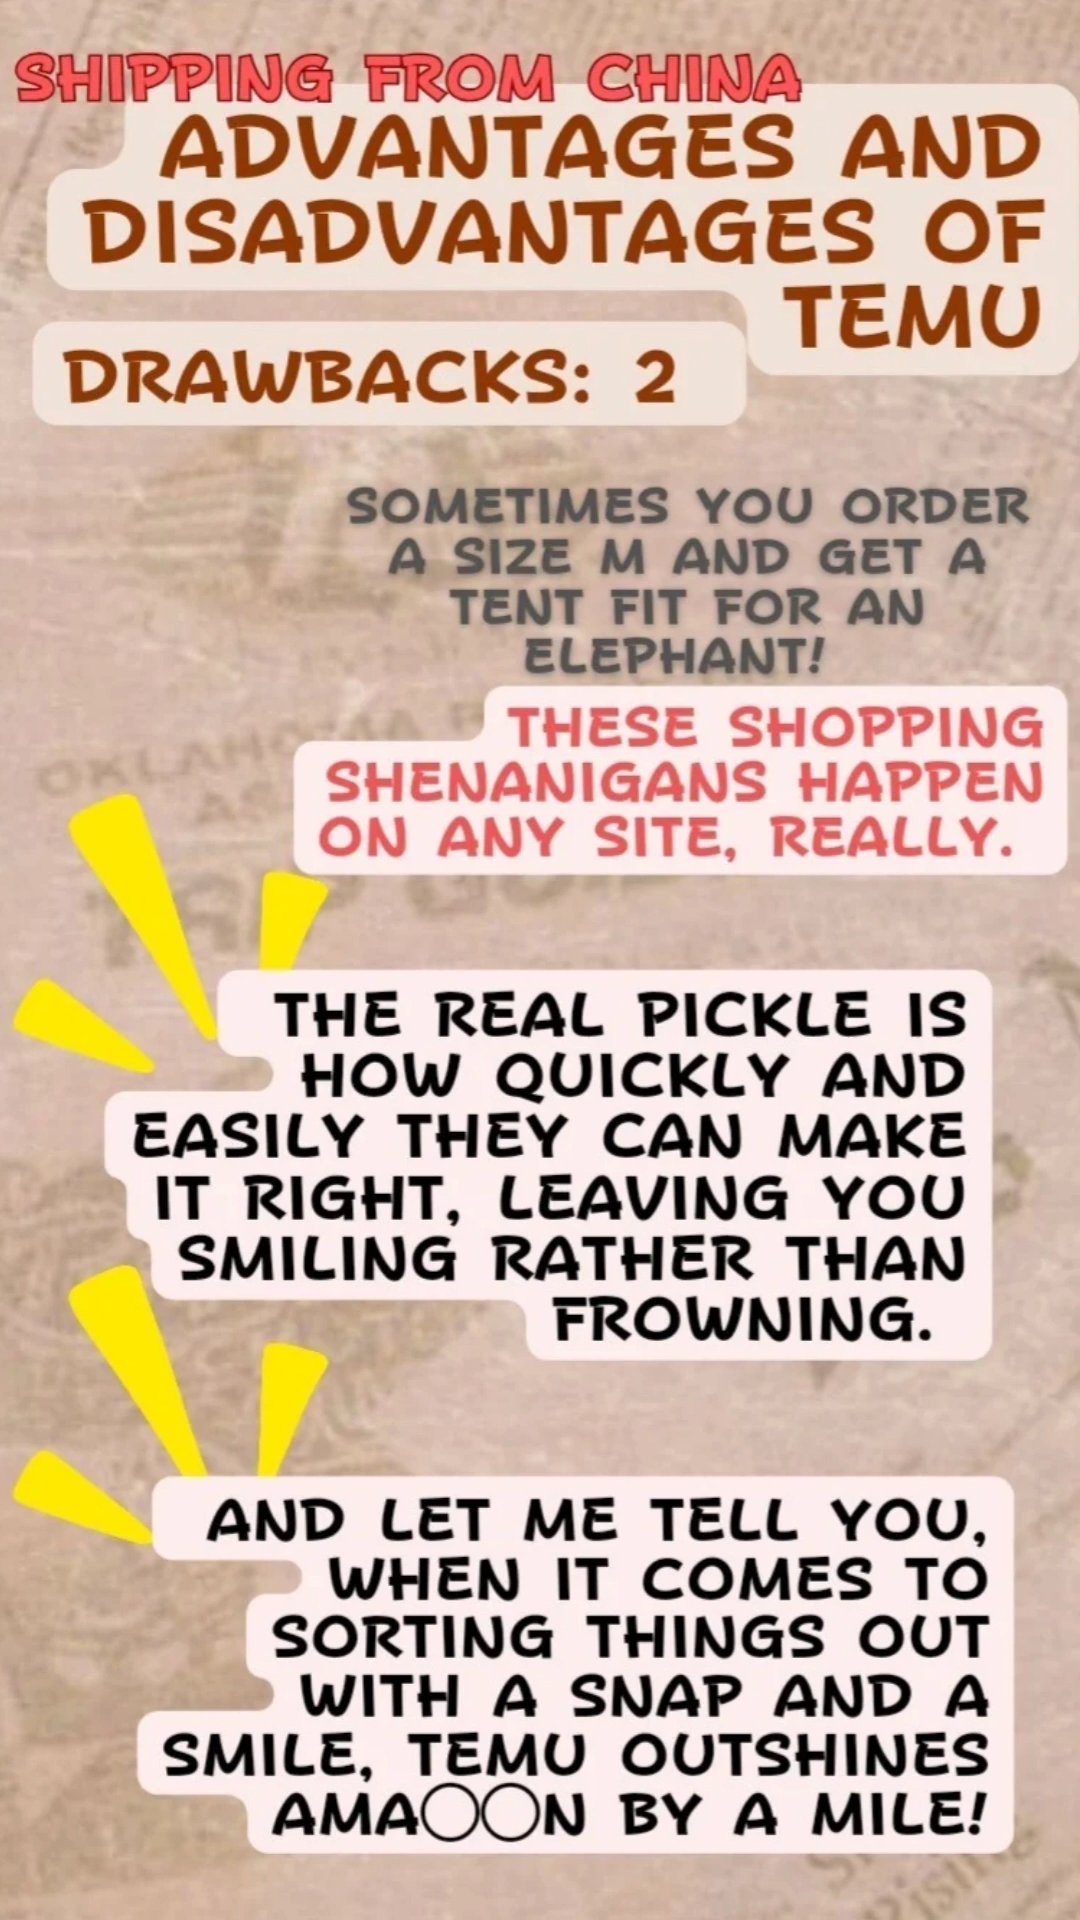 SHIPPING FROM CHINA
ADVANTAGES AND
DISADVANTAGES OF
TEMU
DRAWBACKS: 2
SOMETIMES YOU ORDER
A SIZE M AND GET A
TENT FIT FOR AN
ELEPHANT!
THESE SHOPPING
SHENANIGANS HAPPEN
ON ANY SITE, REALLY.
OKLAHOMA
THE REAL PICKLE IS
HOW QUICKLY AND
EASILY THEY CAN MAKE
IT RIGHT, LEAVING YOU
SMILING RATHER THAN
FROWNING.
AND LET ME TELL YOU,
WHEN IT COMES TO
SORTING THINGS OUT
WITH A SNAP AND A
SMILE, TEMU OUTSHINES
AMA◯◯N BY A MILE!